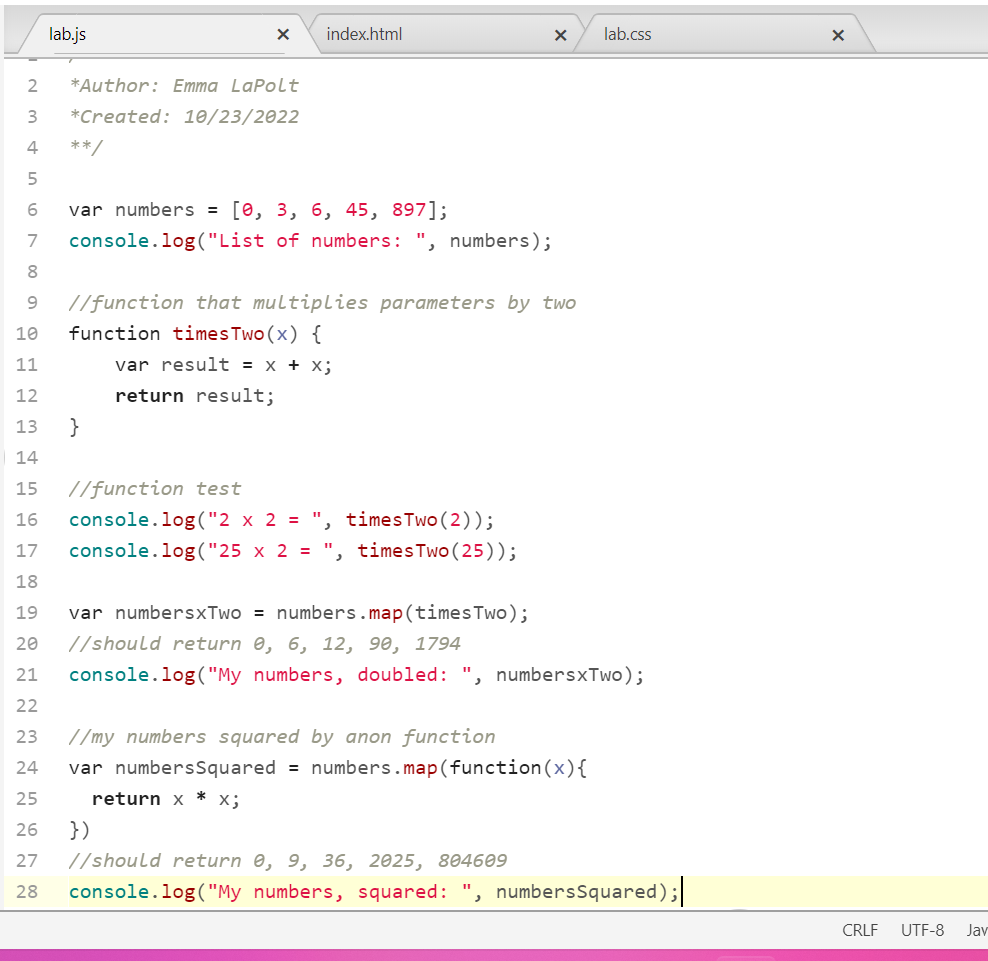 lab.js × index.html × lab.css ×
2 *Author: Emma LaPolt
3 *Created: 10/23/2022
4 **/
5
6 var numbers = [0, 3, 6, 45, 897];
7 console.log("List of numbers: ", numbers);
8
9 //function that multiplies parameters by two
10 function timesTwo(x) {
11     var result = x + x;
12     return result;
13 }
14
15 //function test
16 console.log("2 x 2 = ", timesTwo(2));
17 console.log("25 x 2 = ", timesTwo(25));
18
19 var numbersxTwo = numbers.map(timesTwo);
20 //should return 0, 6, 12, 90, 1794
21 console.log("My numbers, doubled: ", numbersxTwo);
22
23 //my numbers squared by anon function
24 var numbersSquared = numbers.map(function(x){
25   return x * x;
26 })
27 //should return 0, 9, 36, 2025, 804609
28 console.log("My numbers, squared: ", numbersSquared);
CRLF UTF-8 Jav